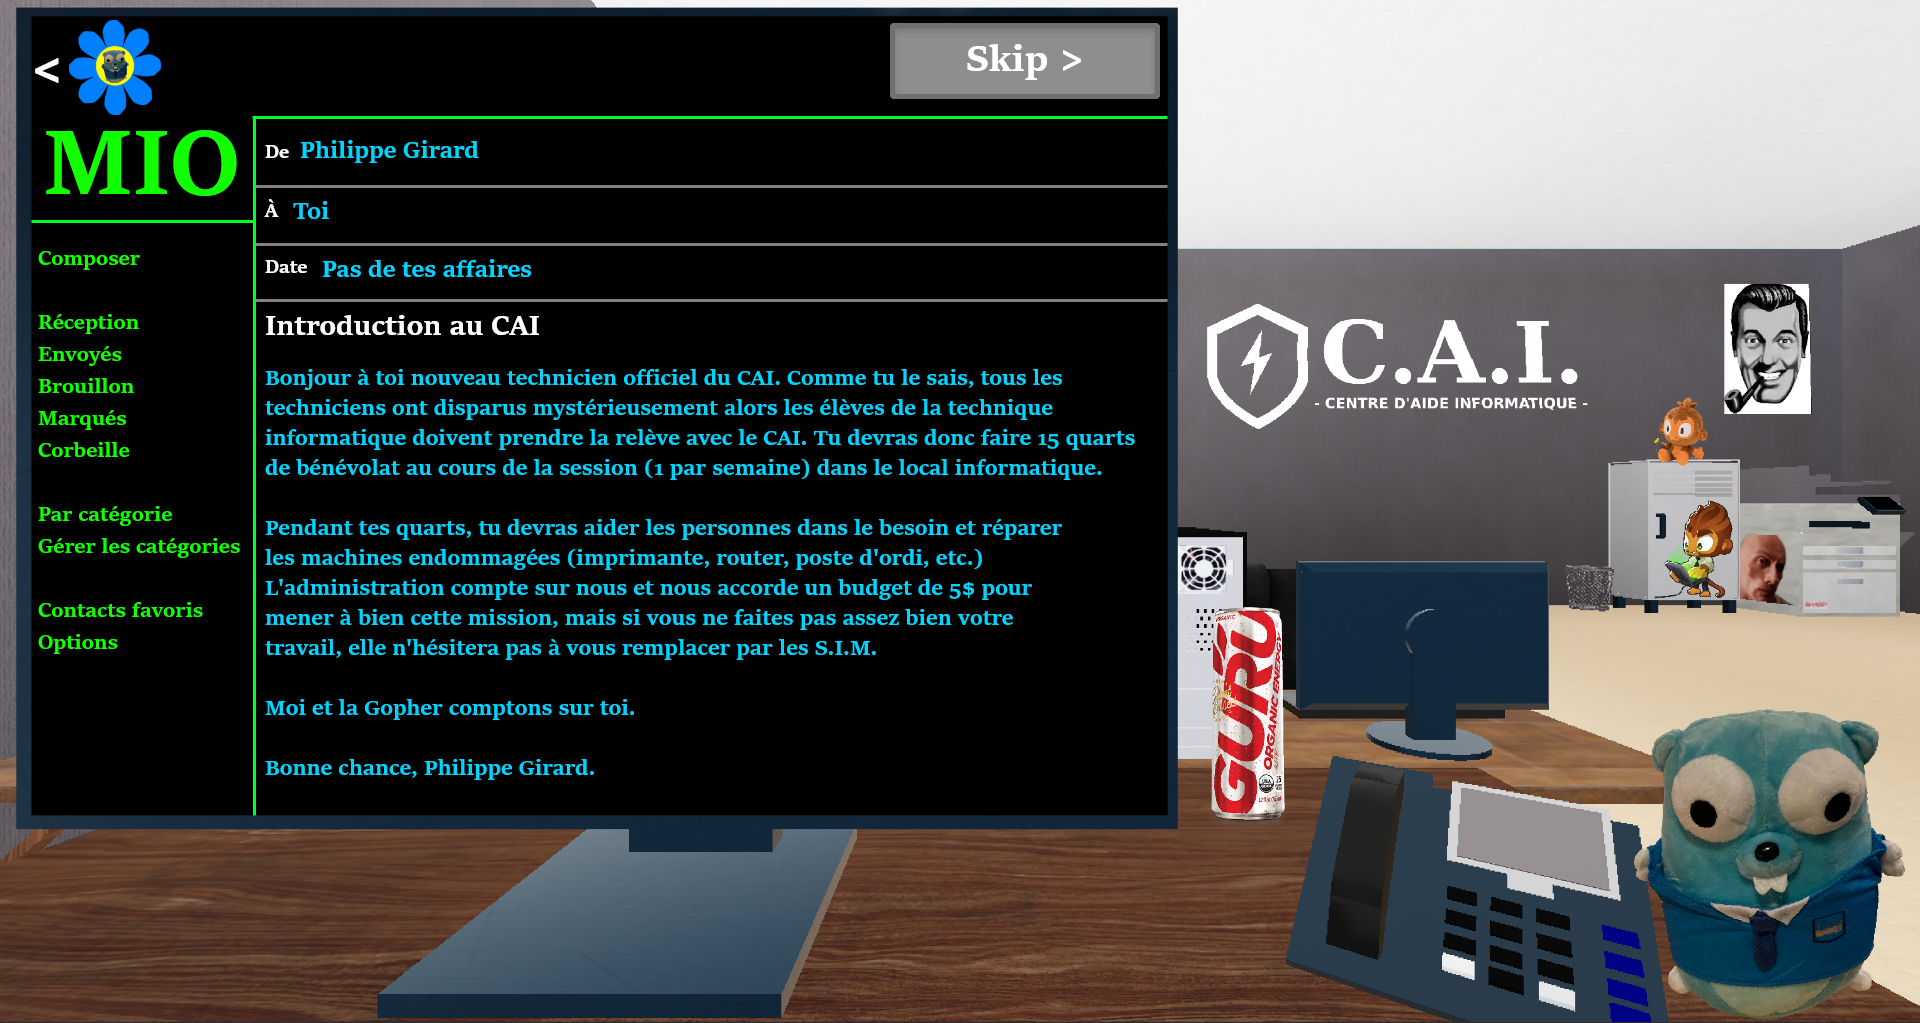 <
Skip >
MIO
De Philippe Girard
À Toi
Date Pas de tes affaires
Composer
Réception
Envoyés
Brouillon
Marqués
Corbeille
Par catégorie
Gérer les catégories
Contacts favoris
Options
Introduction au CAI
Bonjour à toi nouveau technicien officiel du CAI. Comme tu le sais, tous les
techniciens ont disparus mystérieusement alors les élèves de la technique
informatique doivent prendre la relève avec le CAI. Tu devras donc faire 15 quarts
de bénévolat au cours de la session (1 par semaine) dans le local informatique.
Pendant tes quarts, tu devras aider les personnes dans le besoin et réparer
les machines endommagées (imprimante, router, poste d'ordi, etc.)
L'administration compte sur nous et nous accorde un budget de 5$ pour
mener à bien cette mission, mais si vous ne faites pas assez bien votre
travail, elle n'hésitera pas à vous remplacer par les S.I.M.
Moi et la Gopher comptons sur toi.
Bonne chance, Philippe Girard.
C.A.I.
- CENTRE D'AIDE INFORMATIQUE -
GURU
ORGANIC ENERGY